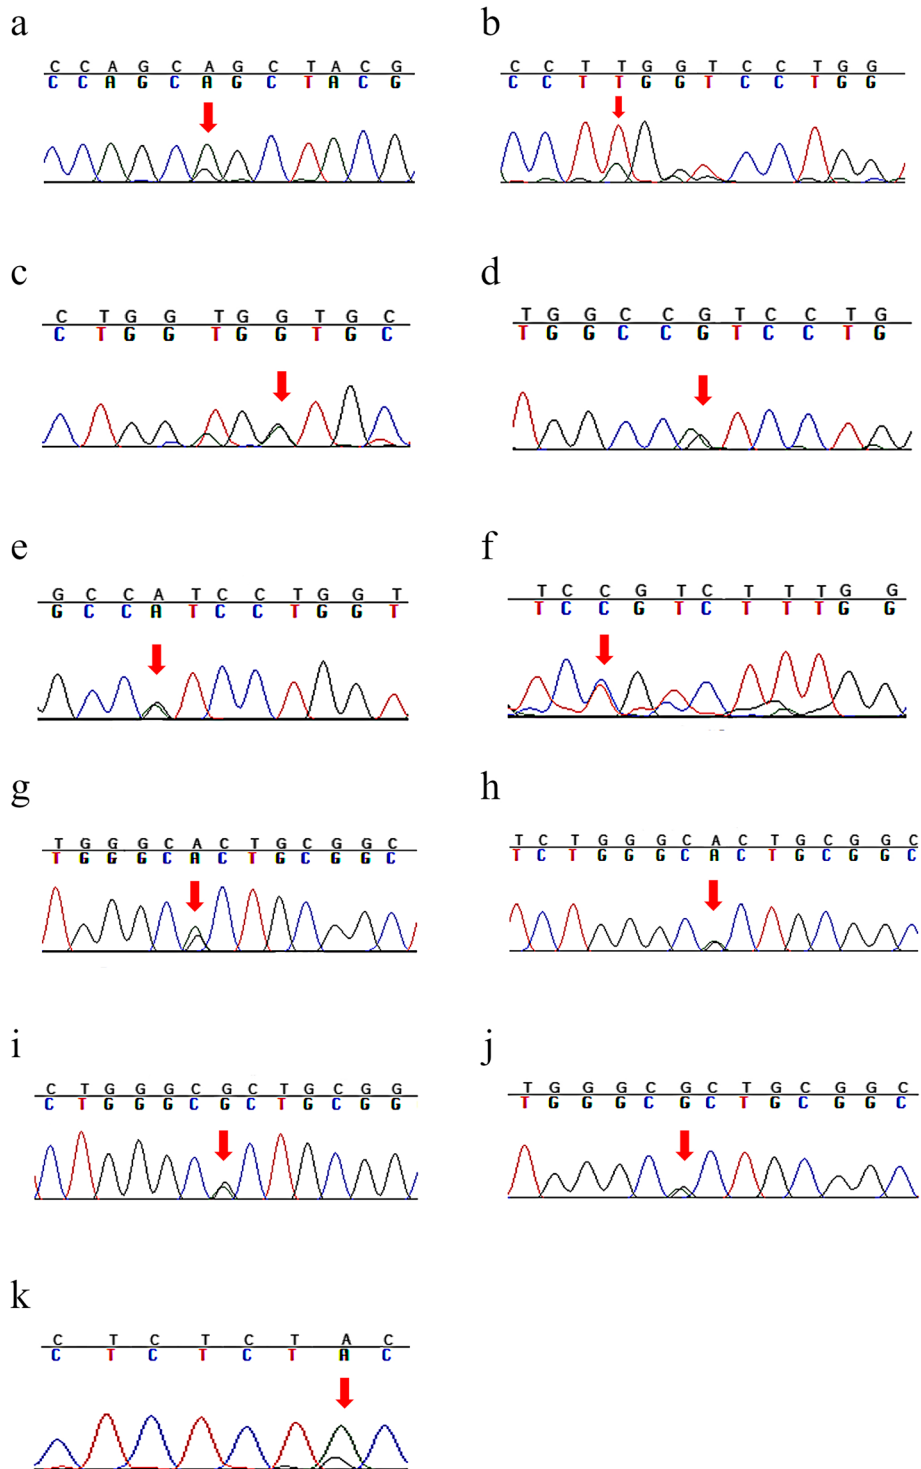 a
C C A G C A G C T A C G
C C A G C A G C T A C G
b
C C T T G G T C C T G G
C C T T G G T C C T G G
c
C T G G T G G T G C
C T G G T G G T G C
d
T G G C C G T C C T G
T G G C C G T C C T G
e
G C C A T C C T G G T
G C C A T C C T G G T
f
T C C G T C T T T G G
T C C G T C T T T G G
g
T G G G C A C T G C G G C
T G G G C A C T G C G G C
h
T C T G G G C A C T G C G G C
T C T G G G C A C T G C G G C
i
C T G G G C G C T G C G G
C T G G G C G C T G C G G
j
T G G G C G C T G C G G C
T G G G C G C T G C G G C
k
C T C T C T A C
C T C T C T A C